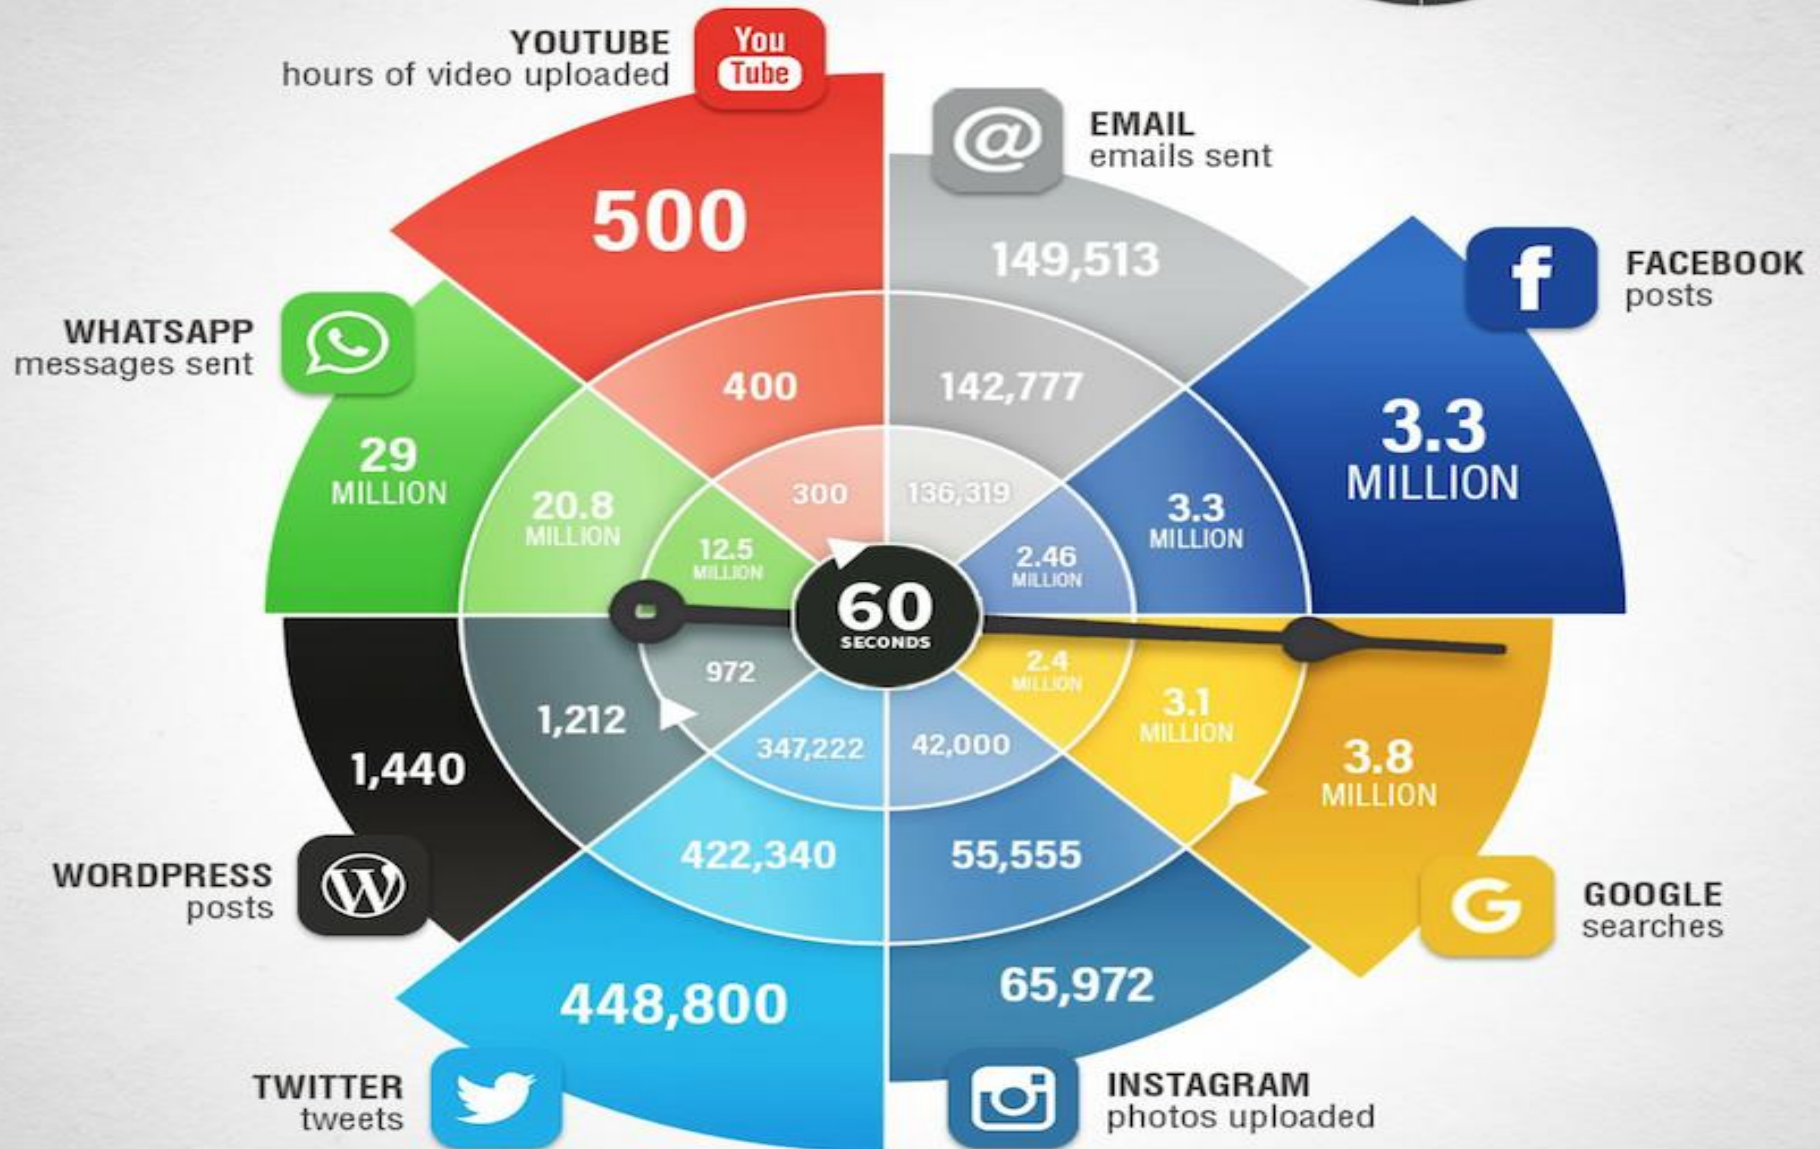 YOUTUBE
hours of video uploaded
You
Tube
500
400
300
EMAIL
emails sent
@
149,513
142,777
136,319
FACEBOOK
posts
f
3.3
MILLION
3.3
MILLION
2.46
MILLION
GOOGLE
searches
G
3.8
MILLION
3.1
MILLION
2.4
MILLION
INSTAGRAM
photos uploaded
65,972
55,555
42,000
TWITTER
tweets
448,800
422,340
347,222
WORDPRESS
posts
W
1,440
1,212
972
WHATSAPP
messages sent
29
MILLION
20.8
MILLION
12.5
MILLION
60
SECONDS